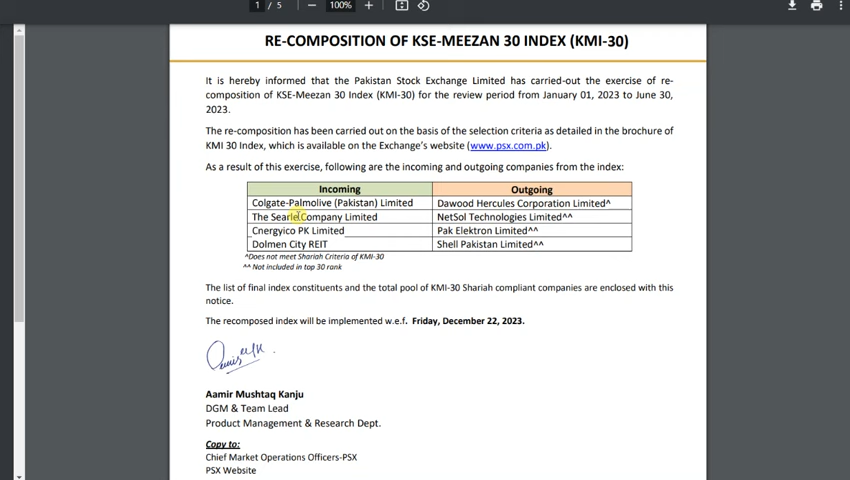 1 / 5
100%
RE-COMPOSITION OF KSE-MEEZAN 30 INDEX (KMI-30)
It is hereby informed that the Pakistan Stock Exchange Limited has carried-out the exercise of re-
composition of KSE-Meezan 30 Index (KMI-30) for the review period from January 01, 2023 to June 30,
2023.
The re-composition has been carried out on the basis of the selection criteria as detailed in the brochure of
KMI 30 Index, which is available on the Exchange's website (www.psx.com.pk).
As a result of this exercise, following are the incoming and outgoing companies from the index:
Incoming Outgoing
Colgate-Palmolive (Pakistan) Limited Dawood Hercules Corporation Limited^
The Searle Company Limited NetSol Technologies Limited^^
Cnergyico PK Limited Pak Elektron Limited^^
Dolmen City REIT Shell Pakistan Limited^^
^Does not meet Shariah Criteria of KMI-30
^^ Not included in top 30 rank
The list of final index constituents and the total pool of KMI-30 Shariah compliant companies are enclosed with this
notice.
The recomposed index will be implemented w.e.f. Friday, December 22, 2023.
Aamir Mushtaq Kanju
DGM & Team Lead
Product Management & Research Dept.
Copy to:
Chief Market Operations Officers-PSX
PSX Website